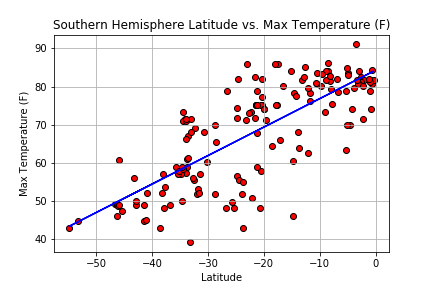 Southern Hemisphere Latitude vs. Max Temperature (F)
90
80
70
60
50
40
Max Temperature (F)
−50 −40 −30 −20 −10 0
Latitude